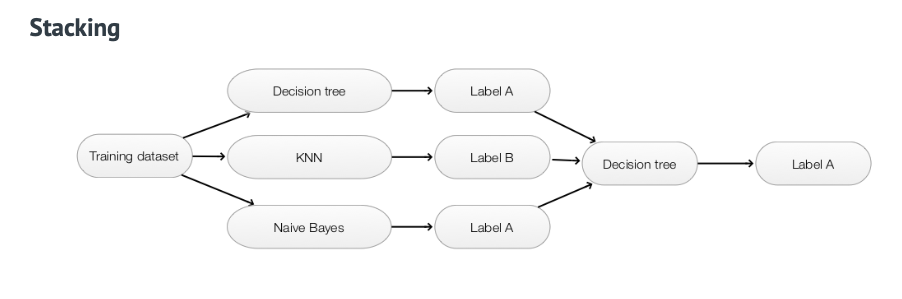 Stacking
Decision tree
Label A
Training dataset
KNN
Label B
Decision tree
Label A
Naive Bayes
Label A